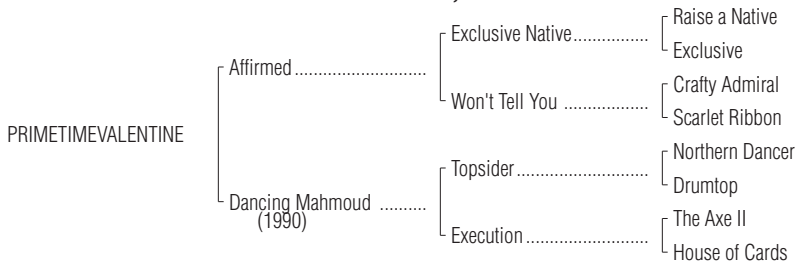 Raise a Native
Exclusive Native................
Exclusive
Affirmed...........................
Crafty Admiral
Won't Tell You ..................
Scarlet Ribbon
PRIMETIMEVALENTINE
Northern Dancer
Topsider............................
Drumtop
Dancing Mahmoud ..........
(1990)
The Axe II
Execution..........................
House of Cards